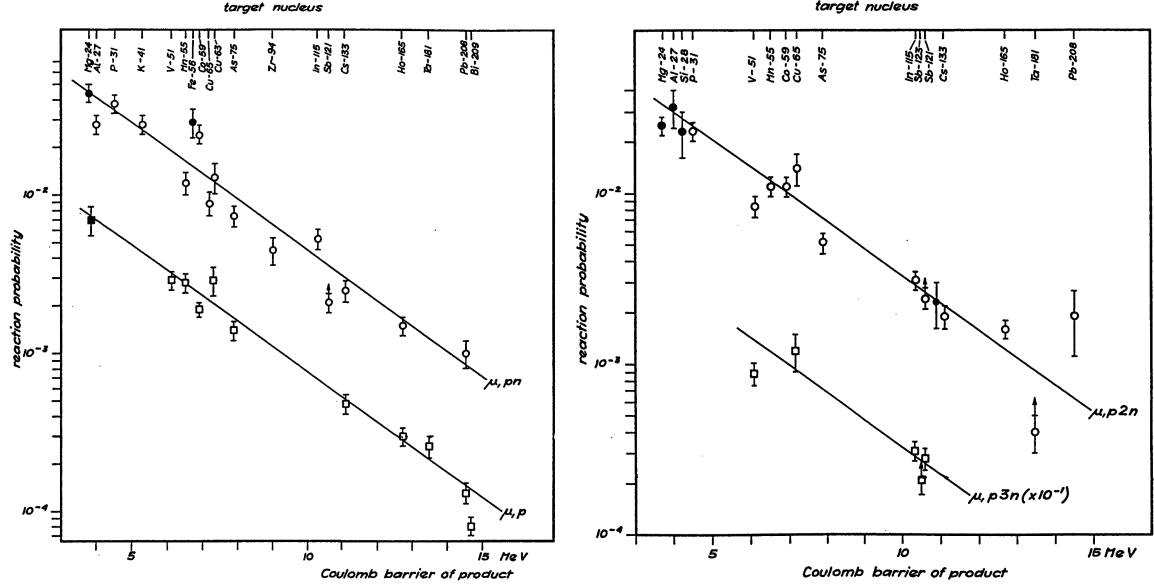 target nucleus
Mg-24
Al-27
P-31
K-41
V-51
Mn-55
Fe-56
Co-59
Cu-65
Cu-63
As-75
Zr-94
In-115
Sb-121
Cs-133
Ho-165
Ta-181
Pb-208
Bi-209
reaction probability
10⁻²
10⁻³
10⁻⁴
μ,pn
μ,p
5
10
15 MeV
Coulomb barrier of product
target nucleus
Mg-24
Al-27
Si-28
P-31
V-51
Mn-55
Co-59
Cu-65
As-75
In-115
Sb-123
Sb-121
Cs-133
Ho-165
Ta-181
Pb-208
reaction probability
10⁻²
10⁻³
10⁻⁴
μ,p2n
μ,p3n (x10⁻¹)
5
10
15 MeV
Coulomb barrier of product